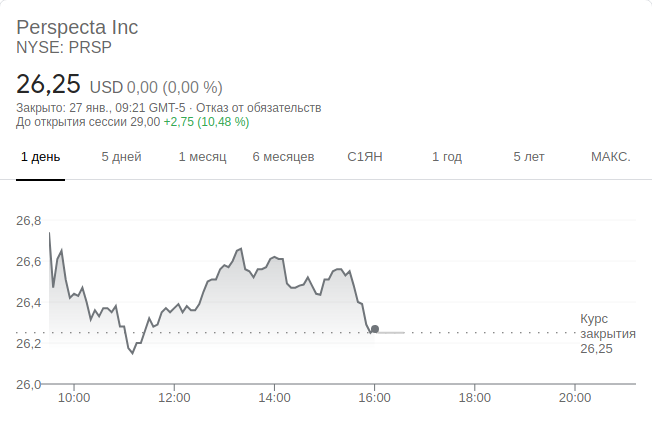 Perspecta Inc
NYSE: PRSP
26,25 USD 0,00 (0,00 %)
Закрыто: 27 янв., 09:21 GMT-5 · Отказ от обязательств
До открытия сессии 29,00 +2,75 (10,48 %)
1 день 5 дней 1 месяц 6 месяцев С1ЯН 1 год 5 лет МАКС.
26,8
26,6
26,4
Курс
закрытия
26,2
26,25
26,0
10:00 12:00 14:00 16:00 18:00 20:00